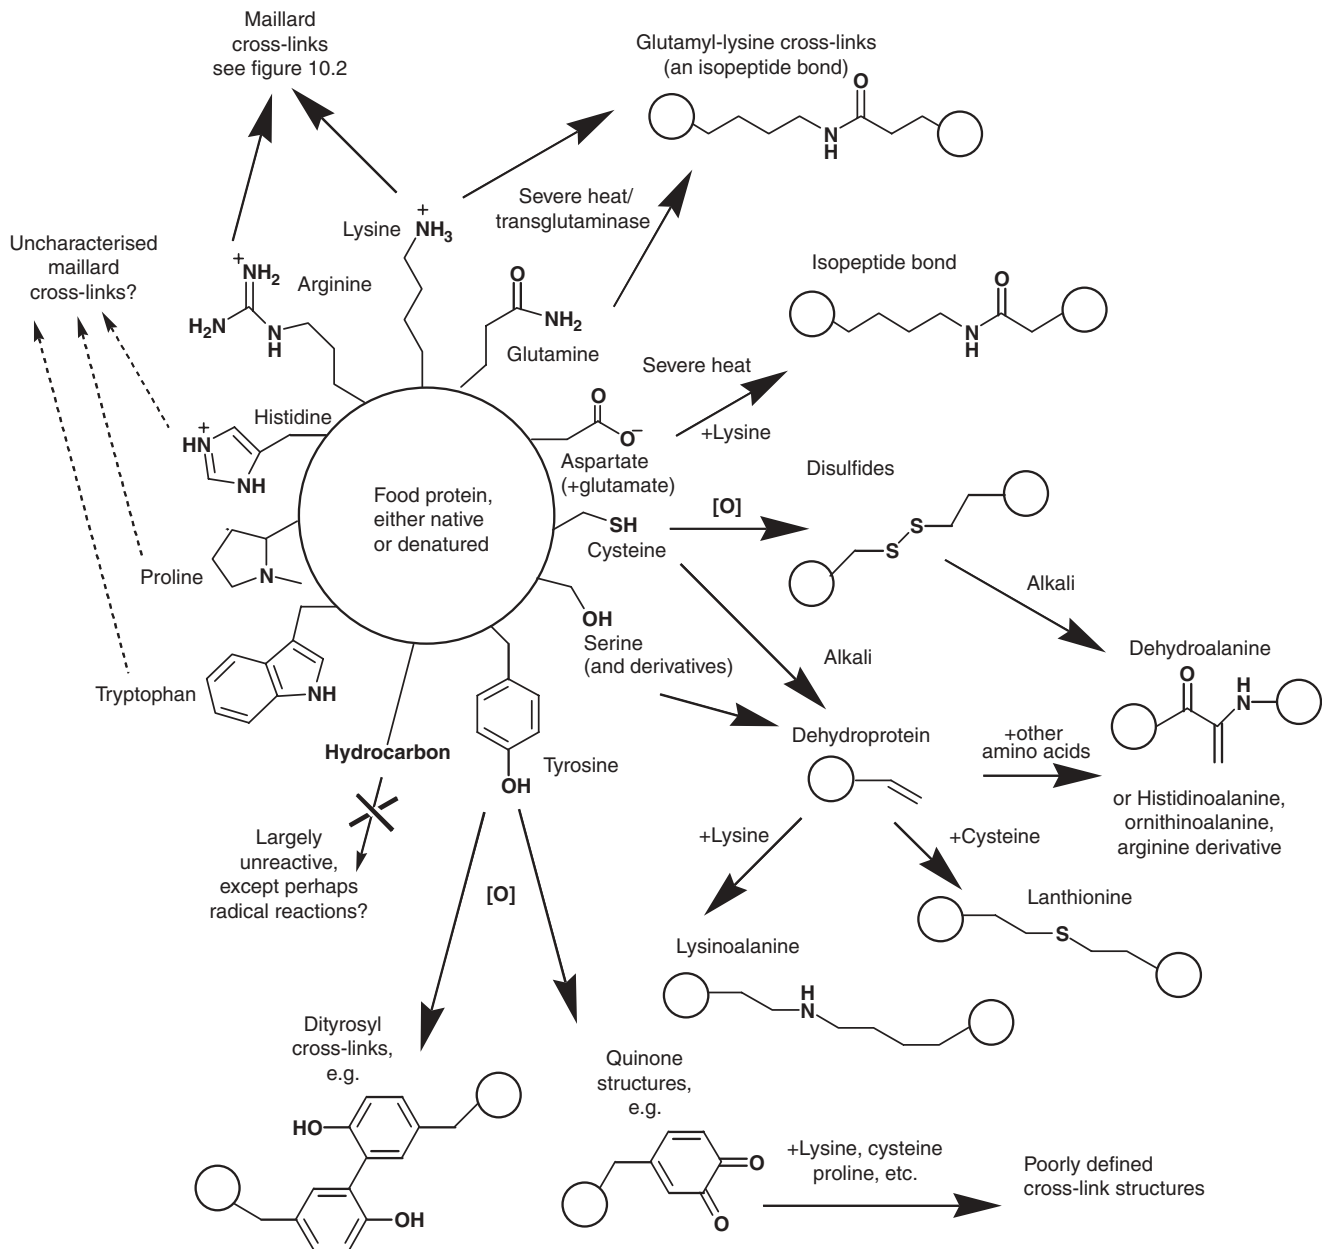 Maillard
cross-links
see figure 10.2
Glutamyl-lysine cross-links
(an isopeptide bond)
O
N
H
Severe heat/
transglutaminase
Lysine
+
NH3
Uncharacterised
maillard
cross-links?
+
NH2
Arginine
H2N
N
H
O
NH2
Glutamine
Isopeptide bond
O
N
H
Severe heat
+Lysine
Histidine
+
HN
NH
O
O−
Aspartate
(+glutamate)
Disulfides
[O]
S
S
Food protein,
either native
or denatured
SH
Cysteine
Proline
N
OH
Serine
(and derivatives)
Alkali
Alkali
Dehydroalanine
O
H
N
Tryptophan
NH
Hydrocarbon
Tyrosine
OH
Dehydroprotein
+other
amino acids
or Histidinoalanine,
ornithinoalanine,
arginine derivative
Largely
unreactive,
except perhaps
radical reactions?
[O]
+Lysine
+Cysteine
Lanthionine
S
Lysinoalanine
H
N
Dityrosyl
cross-links,
e.g.
HO
OH
Quinone
structures,
e.g.
O
O
+Lysine, cysteine
proline, etc.
Poorly defined
cross-link structures